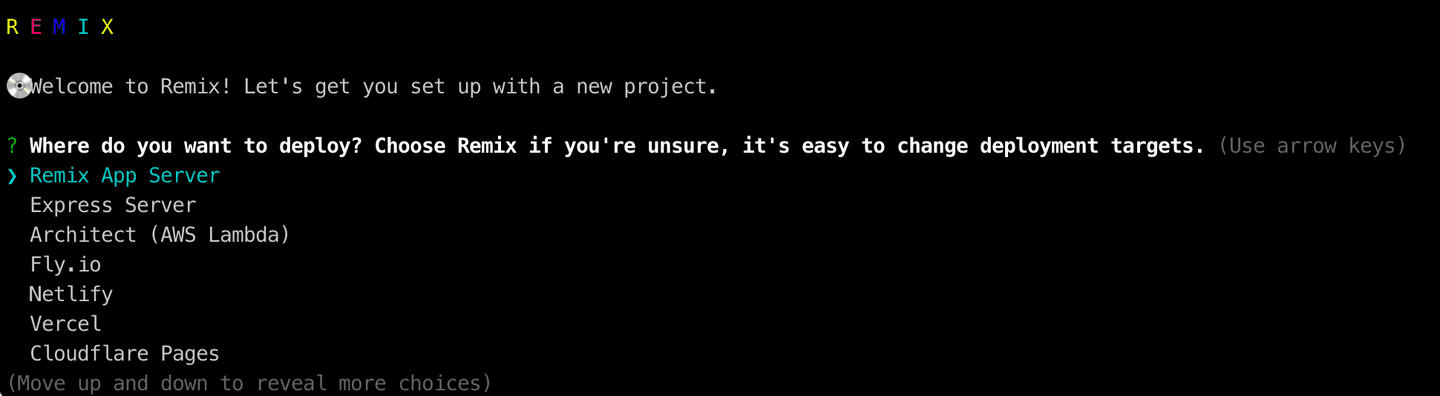 R E M I X
Welcome to Remix! Let's get you set up with a new project.
? Where do you want to deploy? Choose Remix if you're unsure, it's easy to change deployment targets. (Use arrow keys)
❯ Remix App Server
Express Server
Architect (AWS Lambda)
Fly.io
Netlify
Vercel
Cloudflare Pages
(Move up and down to reveal more choices)